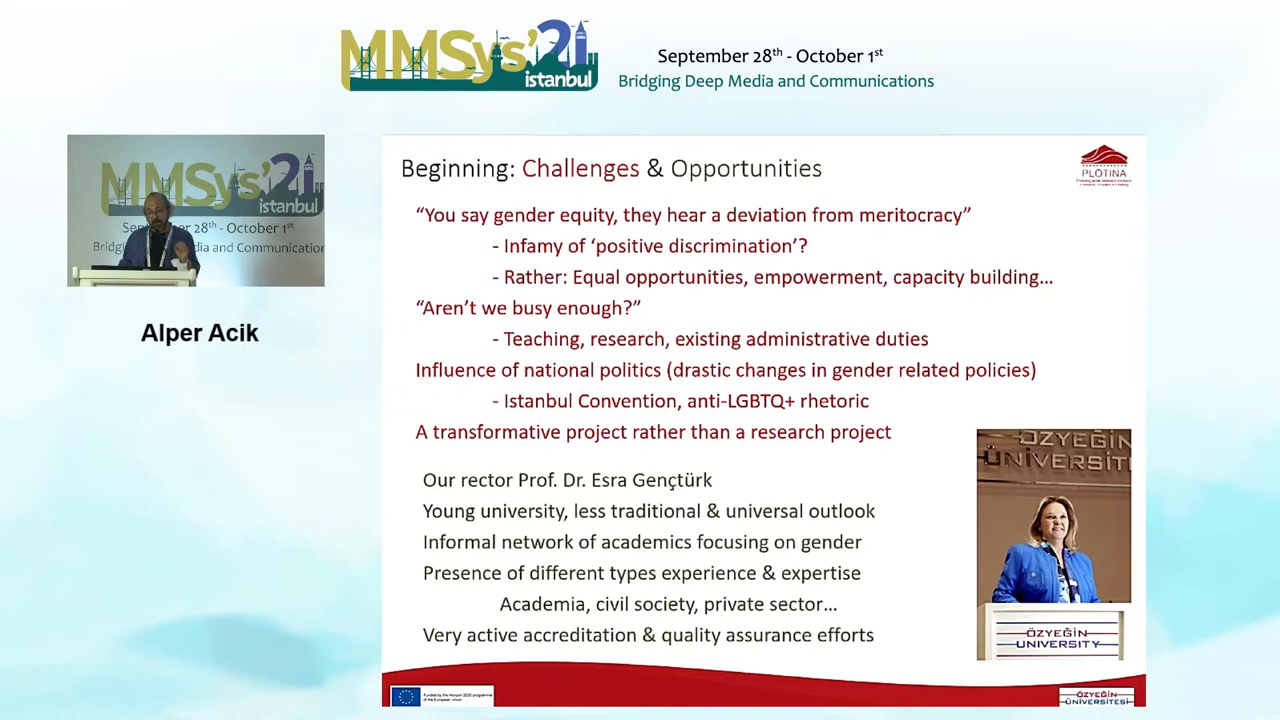 MMSys'21
istanbul
September 28th - October 1st
Bridging Deep Media and Communications
MMSys'21
istanbul
September 28th - October 1st
Alper Acik
Beginning: Challenges & Opportunities
PLOTINA
“You say gender equity, they hear a deviation from meritocracy”
- Infamy of ‘positive discrimination’?
- Rather: Equal opportunities, empowerment, capacity building…
“Aren’t we busy enough?”
- Teaching, research, existing administrative duties
Influence of national politics (drastic changes in gender related policies)
- Istanbul Convention, anti-LGBTQ+ rhetoric
A transformative project rather than a research project
Our rector Prof. Dr. Esra Gençtürk
Young university, less traditional & universal outlook
Informal network of academics focusing on gender
Presence of different types experience & expertise
Academia, civil society, private sector…
Very active accreditation & quality assurance efforts
ÖZYEĞİN
ÜNİVERSİTE
ÖZYEĞİN
UNIVERSITY
Funded by the Horizon 2020 programme
of the European Union
ÖZYEĞİN
ÜNİVERSİTESİ